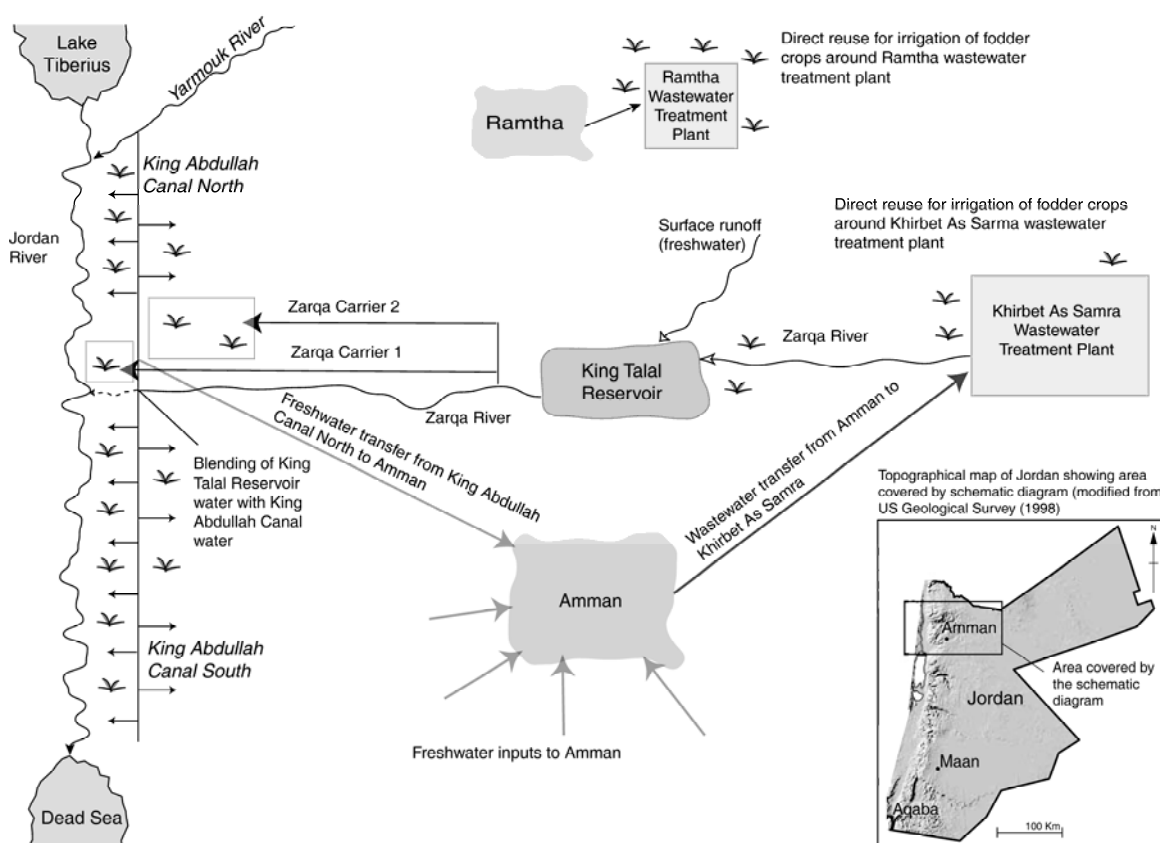 Lake
Tiberius
Yarmouk River
Direct reuse for irrigation of fodder
crops around Ramtha wastewater
treatment plant
Ramtha
Wastewater
Treatment
Plant
Ramtha
King Abdullah
Canal North
Jordan
River
Direct reuse for irrigation of fodder crops
around Khirbet As Sarma wastewater
treatment plant
Surface runoff
(freshwater)
Zarqa Carrier 2
Zarqa Carrier 1
Zarqa River
Khirbet As Samra
Wastewater
Treatment Plant
King Talal
Reservoir
Zarqa River
Freshwater transfer from King Abdullah
Canal North to Amman
Wastewater transfer from Amman to
Khirbet As Samra
Blending of King
Talal Reservoir
water with King
Abdullah Canal
water
Amman
King Abdullah
Canal South
Freshwater inputs to Amman
Dead Sea
Topographical map of Jordan showing area
covered by schematic diagram (modified from
US Geological Survey (1998)
N
Amman
Area covered by
the schematic
diagram
Jordan
Maan
Aqaba
100 Km